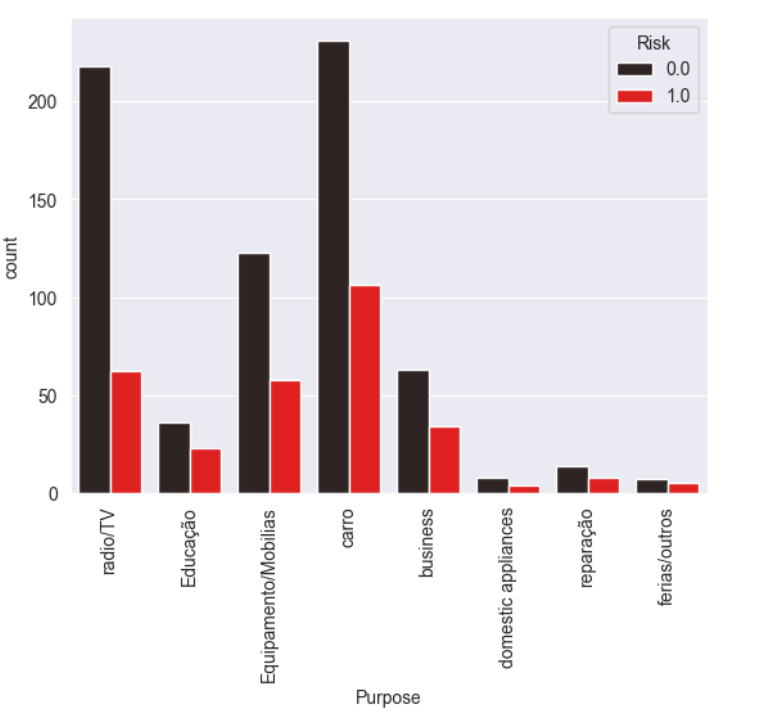 Risk
0.0
1.0
200
150
100
50
0
count
radio/TV
Educação
Equipamento/Mobilias
carro
business
domestic appliances
reparação
ferias/outros
Purpose